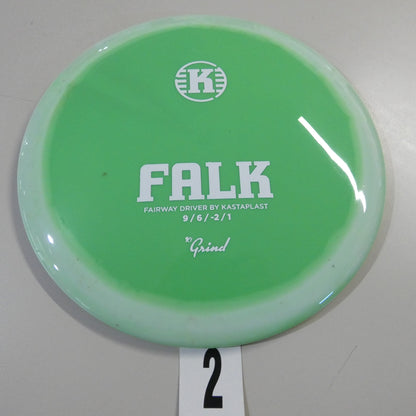 K
FALK
FAIRWAY DRIVER BY KASTAPLAST
9/6/-2/1
K1 Grind
2